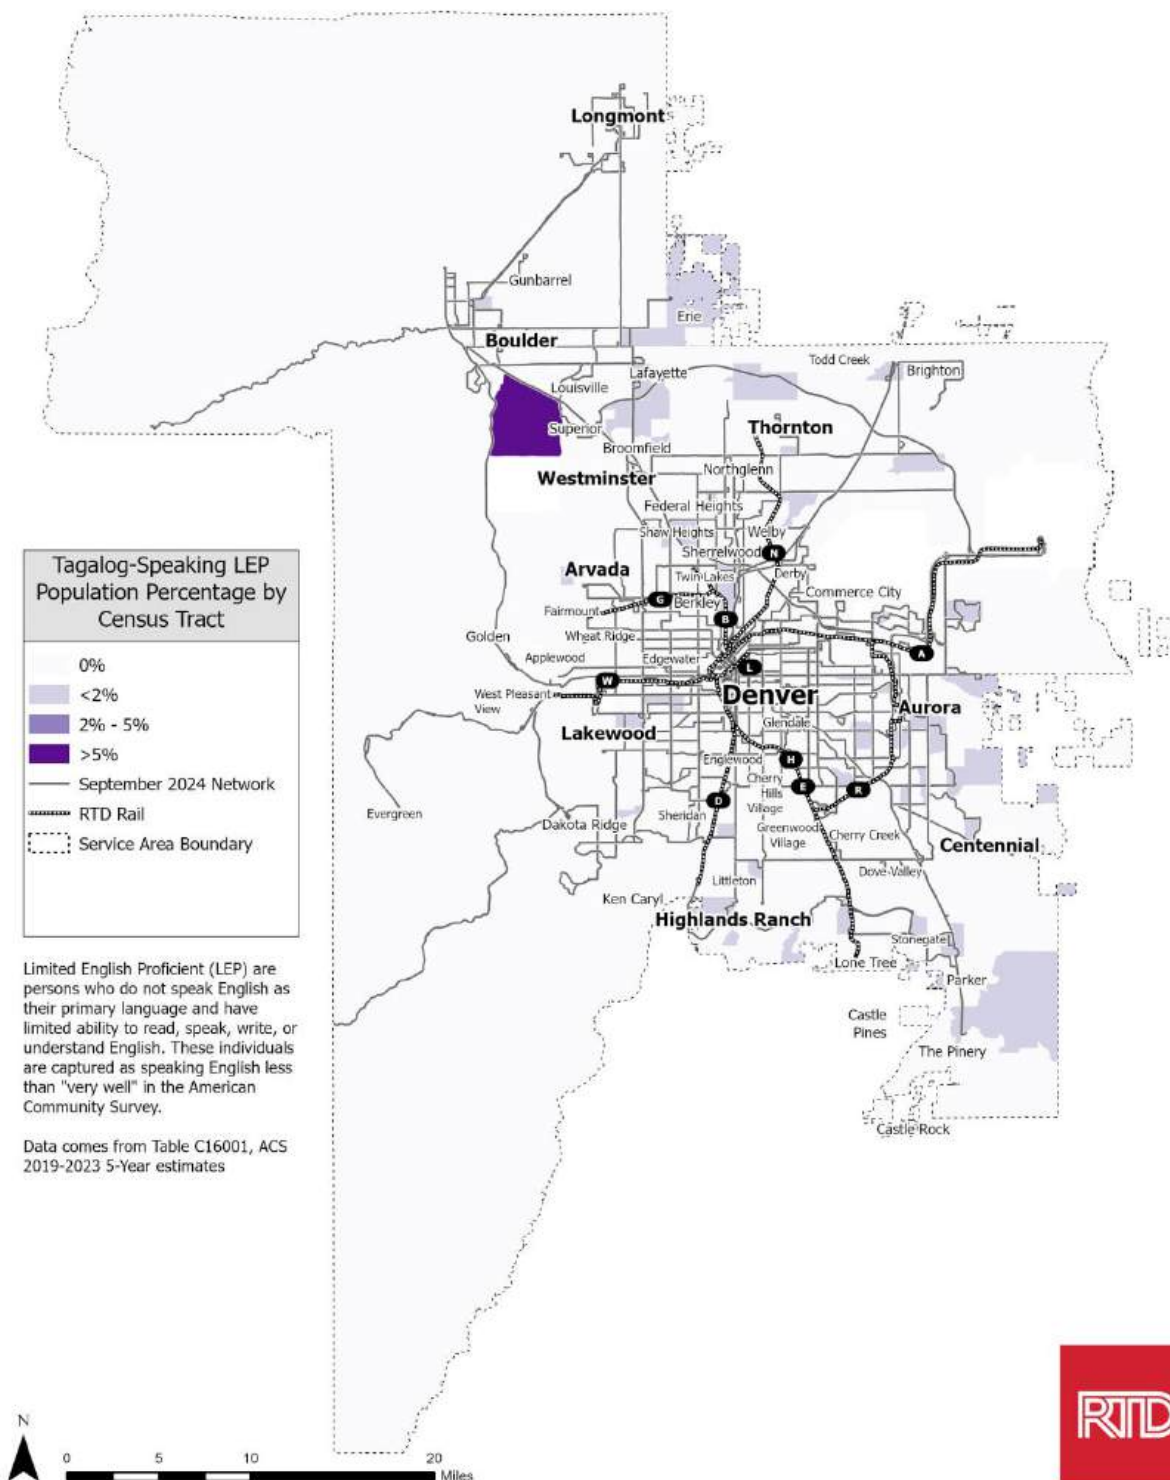 Longmont
Gunbarrel
Erie
Boulder
Todd Creek
Brighton
Lafayette
Louisville
Superior
Thornton
Broomfield
Northglenn
Westminster
Federal Heights
Shaw Heights
Welby
Sherrelwood
N
Arvada
Twin Lakes
Derby
Commerce City
G
Berkley
Fairmount
B
Golden
Wheat Ridge
A
Applewood
Edgewater
L
W
West Pleasant
View
Denver
Aurora
Glendale
Lakewood
Englewood
H
Cherry
Hills
Village
E
R
D
Evergreen
Sheridan
Dakota Ridge
Greenwood
Village
Cherry Creek
Centennial
Dove Valley
Littleton
Ken Caryl
Highlands Ranch
Stonegate
Lone Tree
Parker
Castle
Pines
The Pinery
Castle Rock
Tagalog-Speaking LEP
Population Percentage by
Census Tract
0%
<2%
2% - 5%
>5%
September 2024 Network
RTD Rail
Service Area Boundary
Limited English Proficient (LEP) are
persons who do not speak English as
their primary language and have
limited ability to read, speak, write, or
understand English. These individuals
are captured as speaking English less
than "very well" in the American
Community Survey.
Data comes from Table C16001, ACS
2019-2023 5-Year estimates
N
0 5 10 20
Miles
RTD